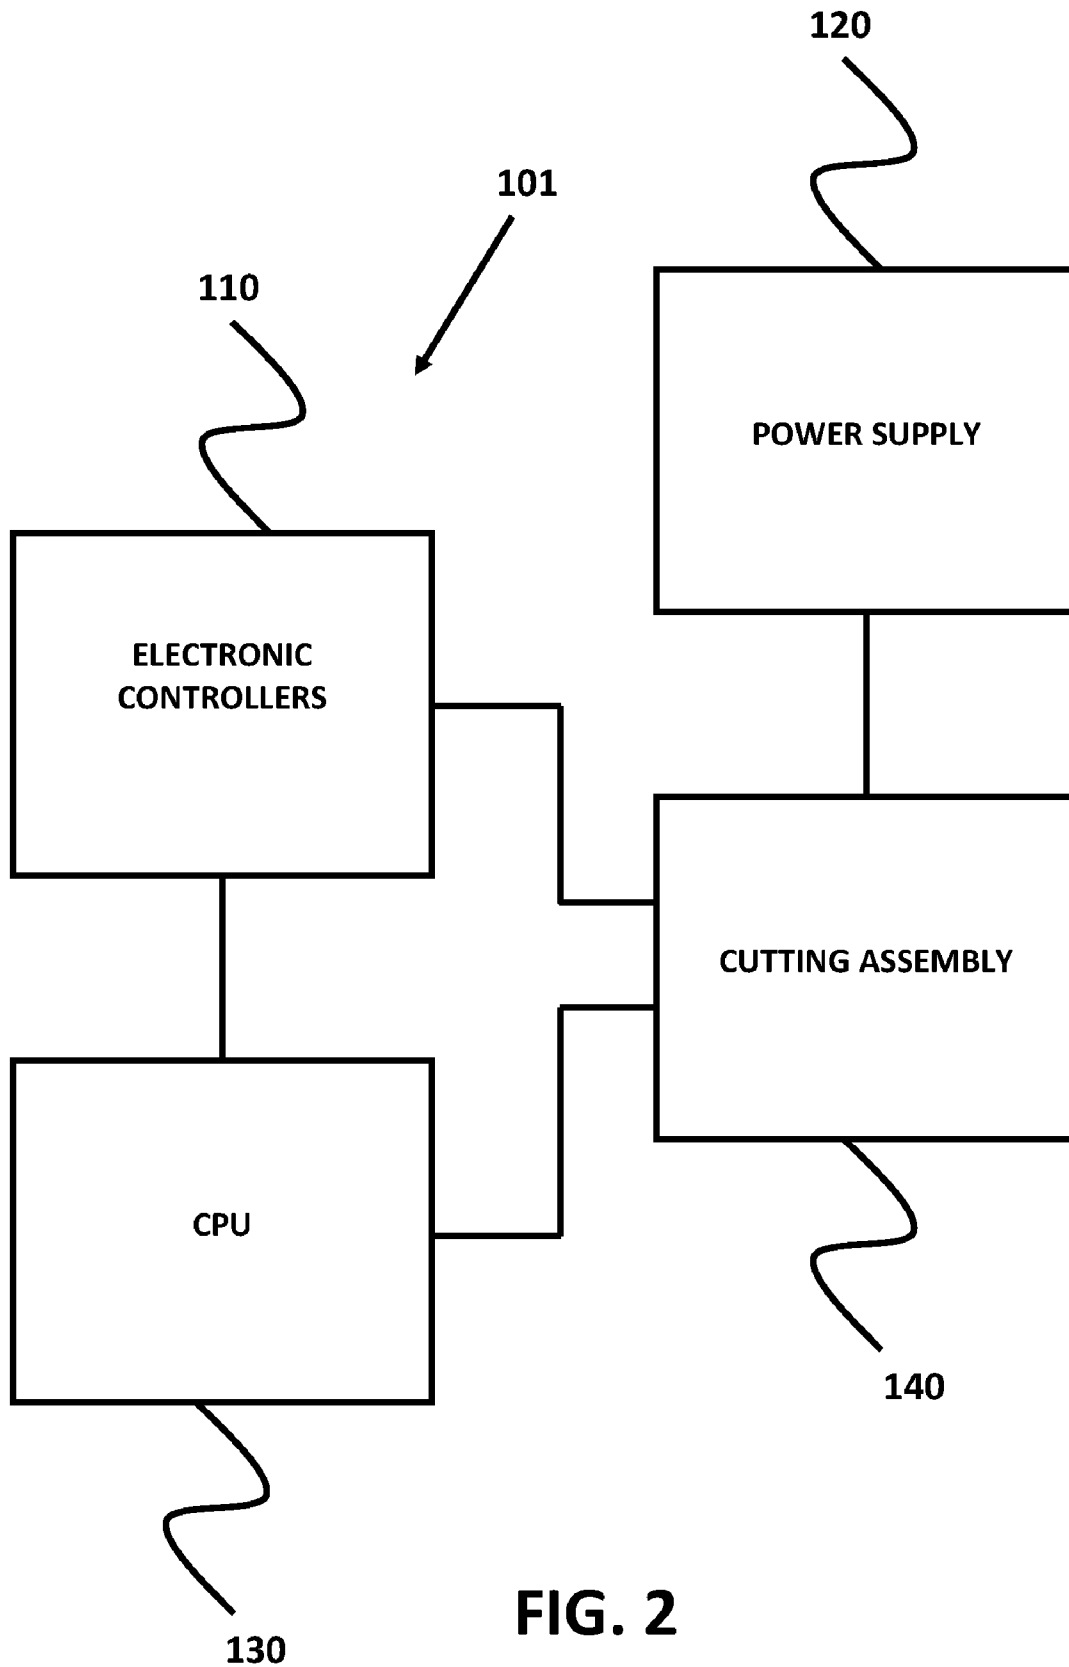 120
101
110
POWER SUPPLY
ELECTRONIC
CONTROLLERS
CUTTING ASSEMBLY
CPU
140
FIG. 2
130